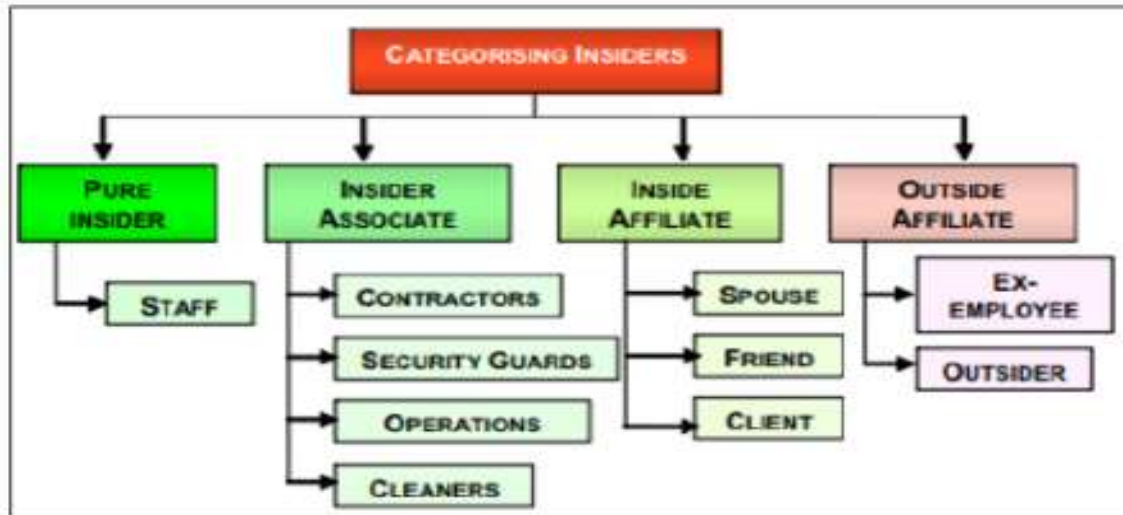 CATEGORISING INSIDERS
PURE
INSIDER
INSIDER
ASSOCIATE
INSIDE
AFFILIATE
OUTSIDE
AFFILIATE
STAFF
CONTRACTORS
SECURITY GUARDS
OPERATIONS
CLEANERS
SPOUSE
FRIEND
CLIENT
EX-
EMPLOYEE
OUTSIDER